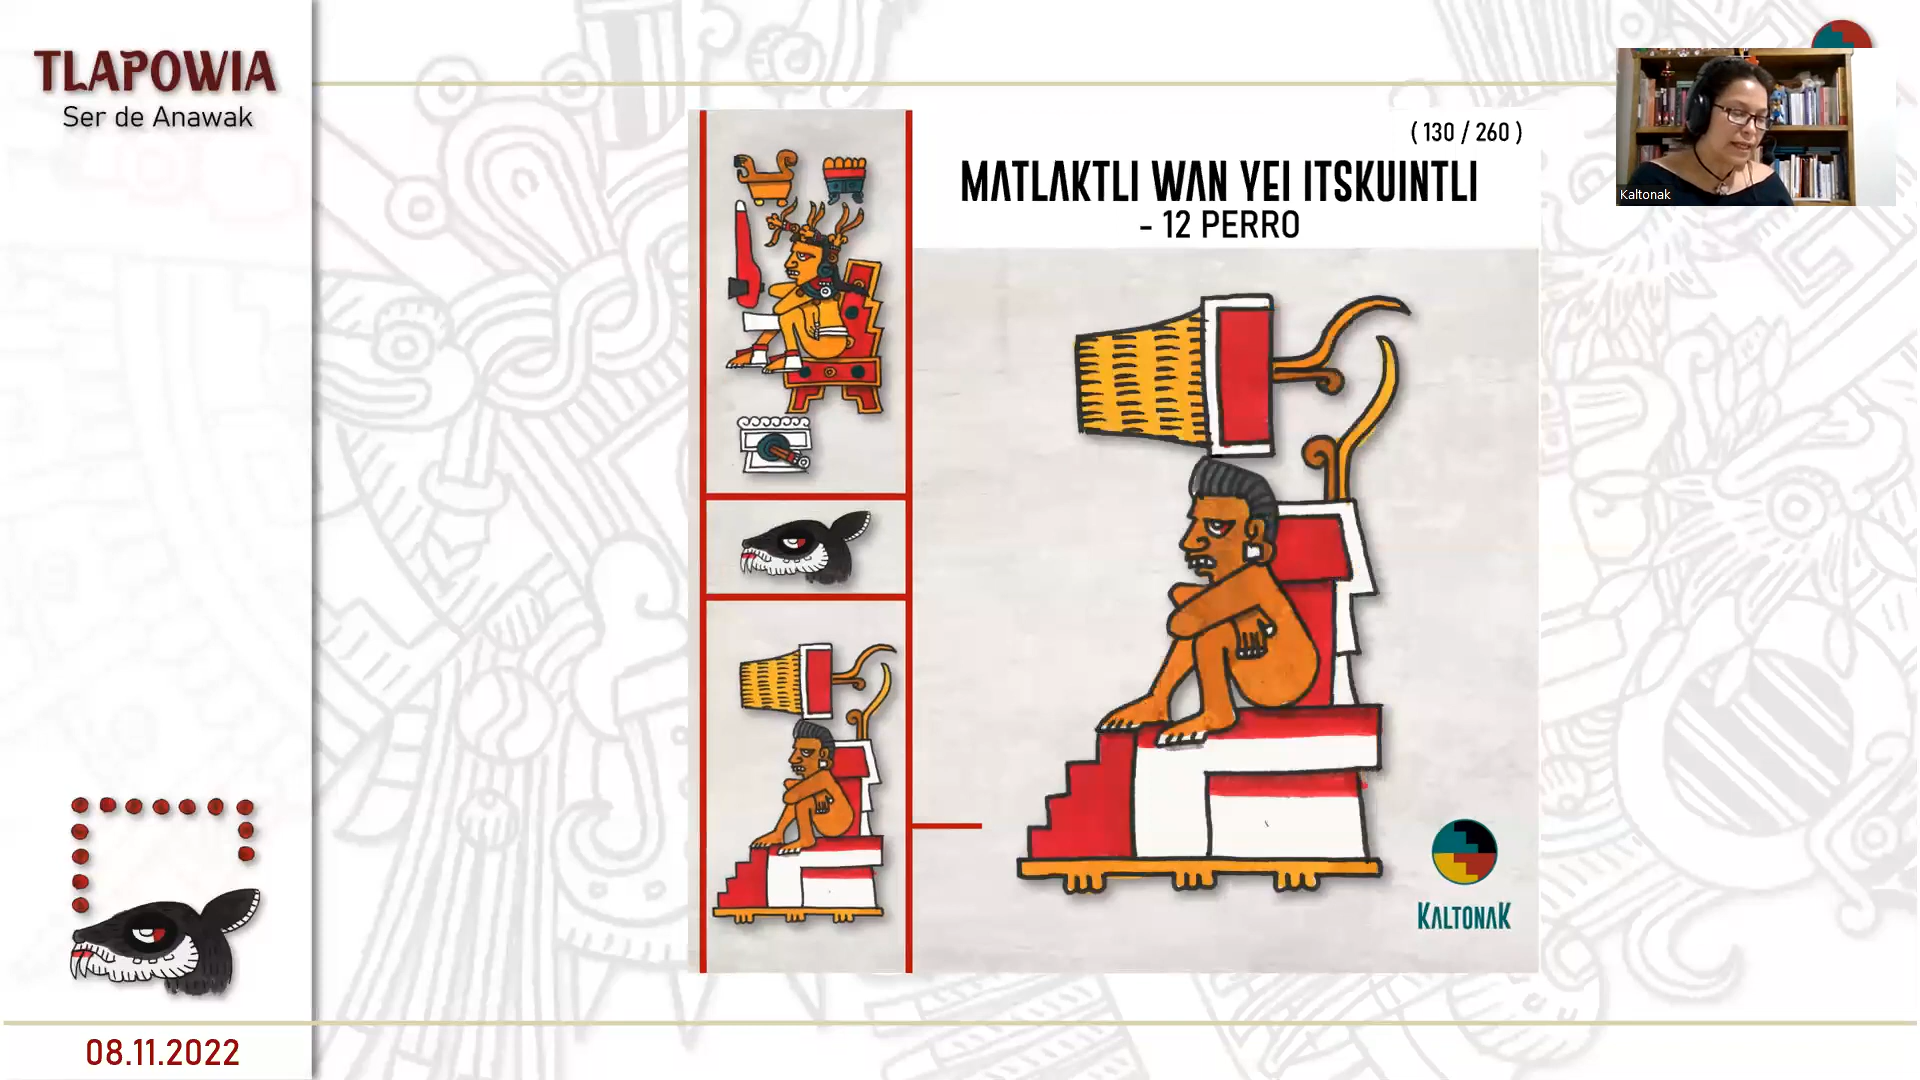 TLAPOWIA
Ser de Anawak
( 130 / 260 )
MATLAKTLI WAN YEI ITSKUINTLI
- 12 PERRO
Kaltonak
KALTONAK
08.11.2022